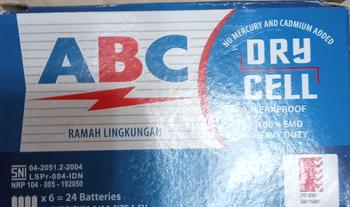 ABC
RAMAH LINGKUNGAN
NO MERCURY AND CADMIUM ADDED
DRY
CELL
LEAKPROOF
100% EMD
HEAVY DUTY
SNI 04-2051.2-2004
LSPr-004-IDN
NRP 104-005-192050
x 6 = 24 Batteries